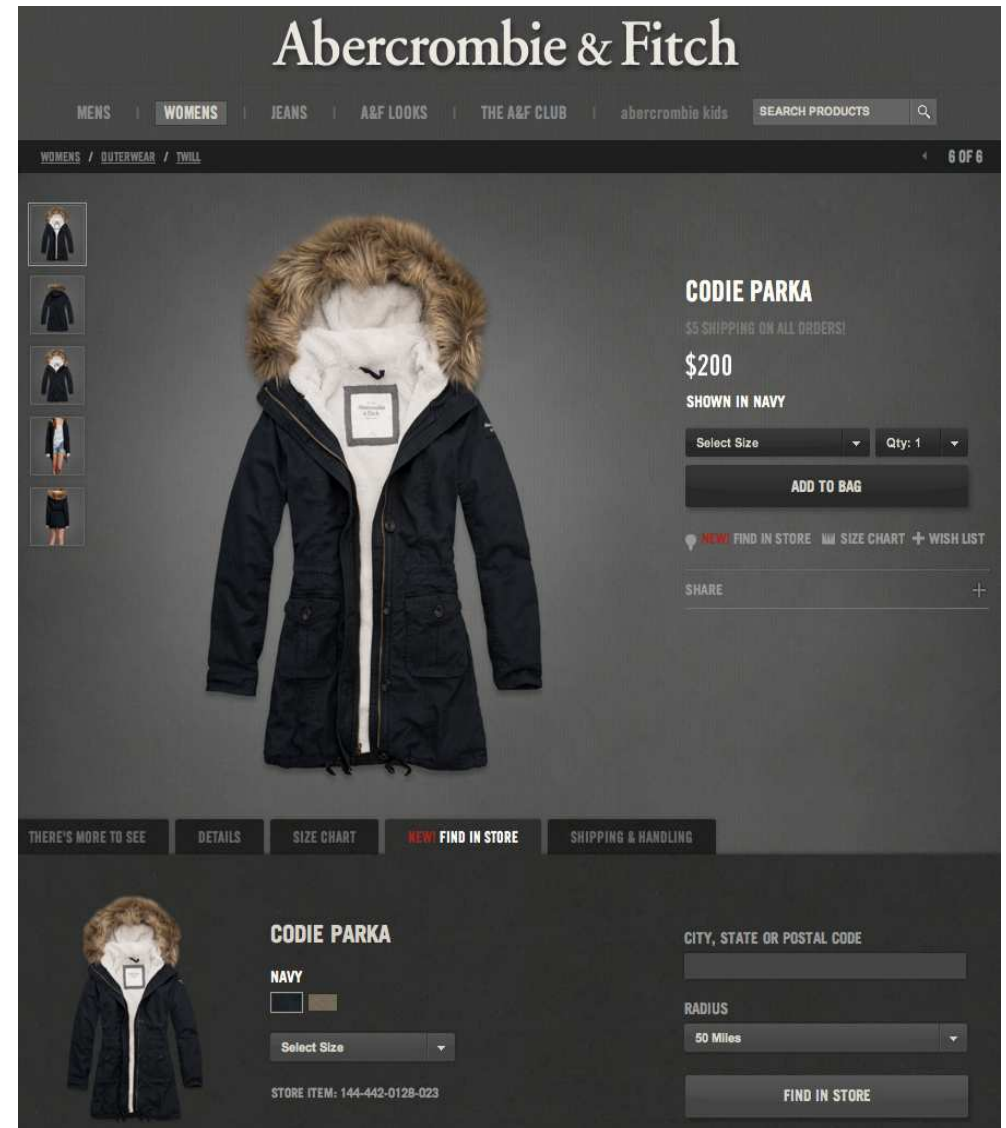 Abercrombie & Fitch
MENS | WOMENS | JEANS | A&F LOOKS | THE A&F CLUB | abercrombie kids SEARCH PRODUCTS
WOMENS / OUTERWEAR / TWILL 6 OF 6
Abercrombie
& Fitch
CODIE PARKA
$5 SHIPPING ON ALL ORDERS!
$200
SHOWN IN NAVY
Select Size Qty: 1
ADD TO BAG
NEW! FIND IN STORE SIZE CHART + WISH LIST
SHARE +
THERE'S MORE TO SEE DETAILS SIZE CHART NEW! FIND IN STORE SHIPPING & HANDLING
CODIE PARKA
NAVY
Select Size
STORE ITEM: 144-442-0128-023
CITY, STATE OR POSTAL CODE
RADIUS
50 Miles
FIND IN STORE